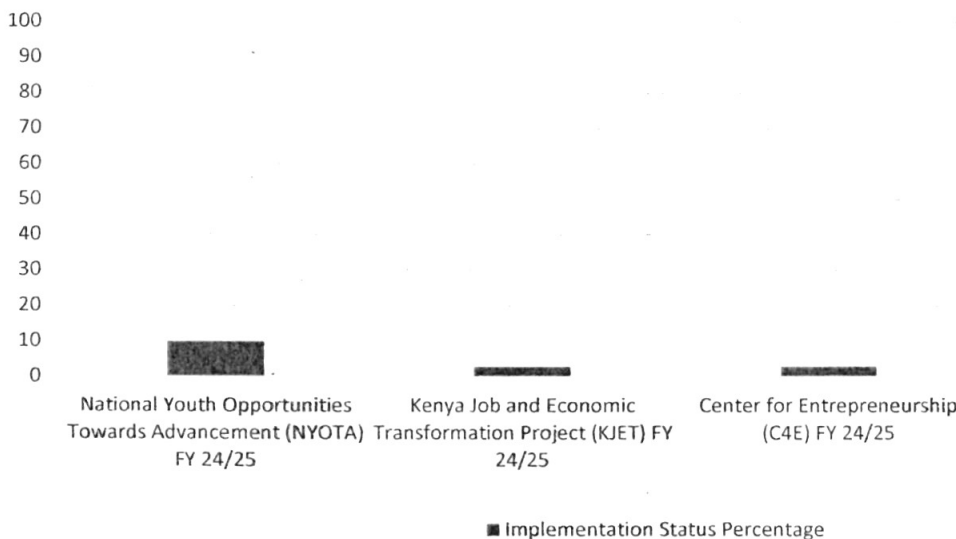 100
90
80
70
60
50
40
30
20
10
0
National Youth Opportunities
Towards Advancement (NYOTA)
FY 24/25
Kenya Job and Economic
Transformation Project (KJET) FY
24/25
Center for Entrepreneurship
(C4E) FY 24/25
Implementation Status Percentage